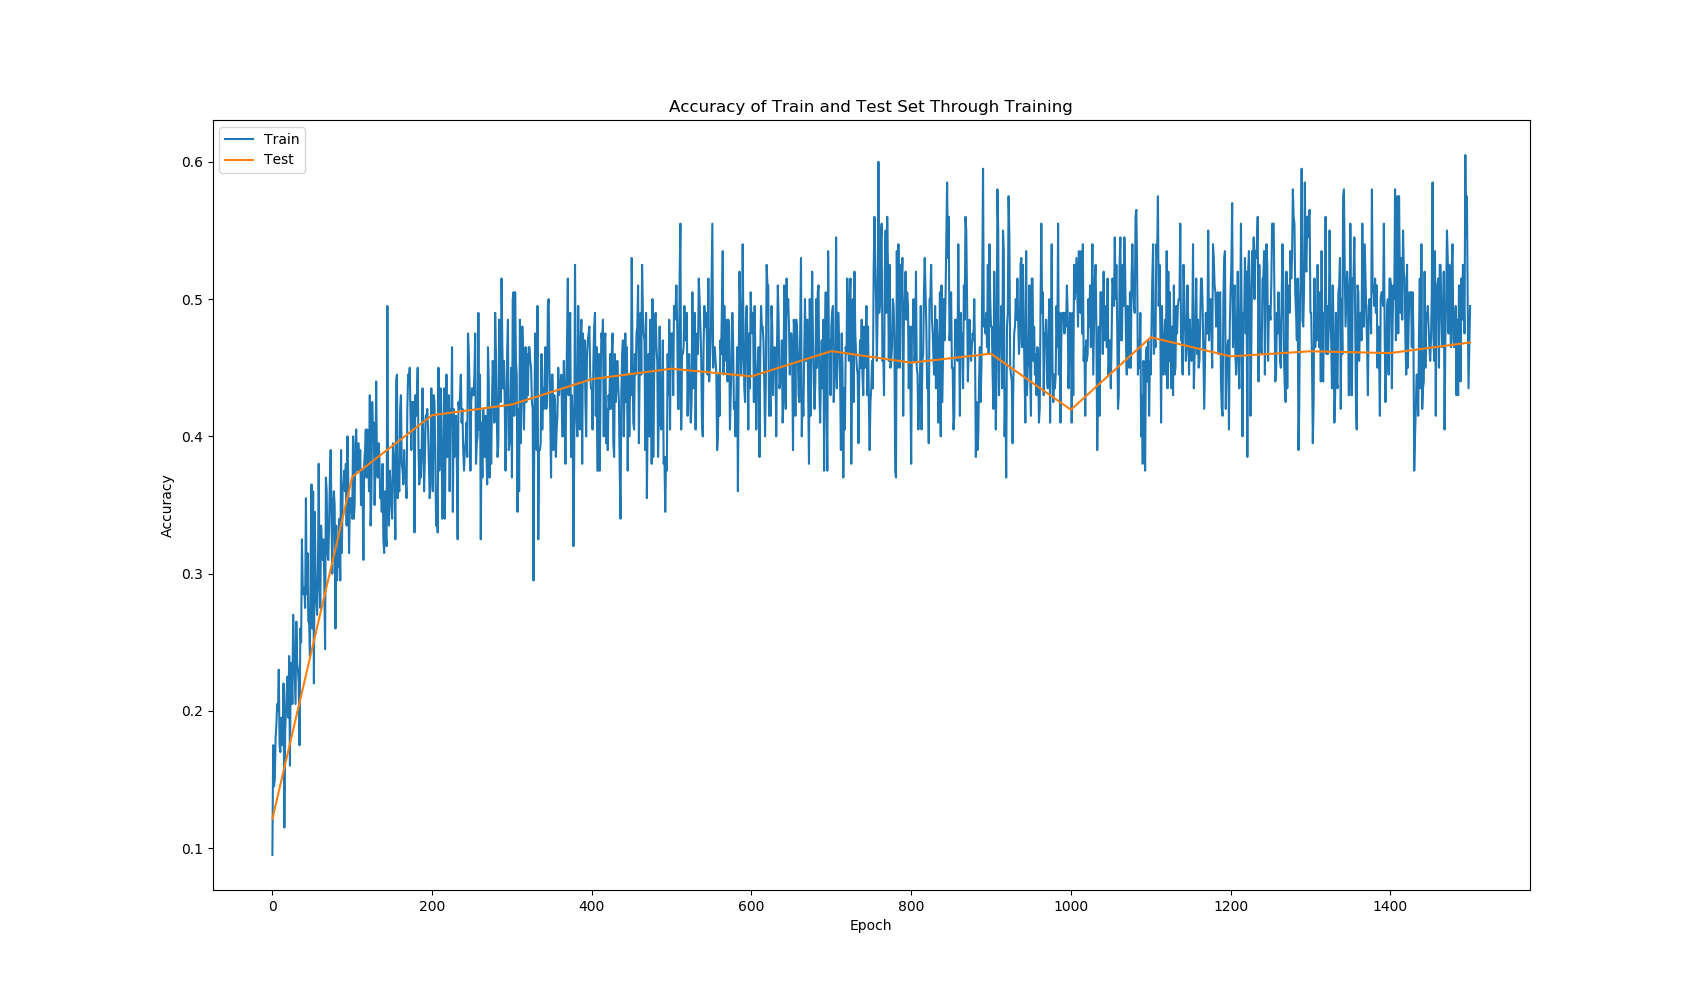 Accuracy of Train and Test Set Through Training
Train
Test
0.6
0.5
0.4
0.3
0.2
0.1
Accuracy
0 200 400 600 800 1000 1200 1400
Epoch